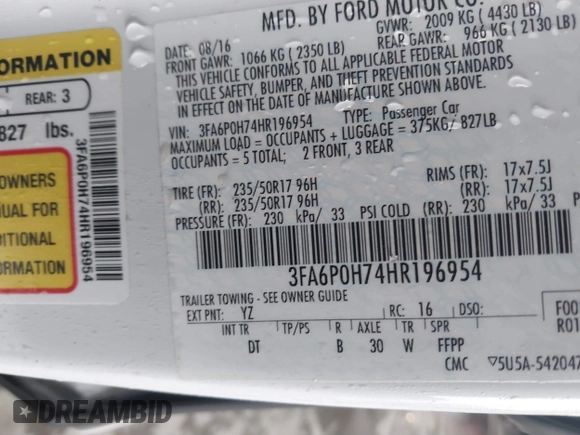 MFD. BY FORD MOTOR CO.
DATE: 08/16
GVWR: 2009 KG ( 4430 LB)
FRONT GAWR: 1066 KG ( 2350 LB)
REAR GAWR: 966 KG ( 2130 LB)
THIS VEHICLE CONFORMS TO ALL APPLICABLE FEDERAL MOTOR
VEHICLE SAFETY, BUMPER, AND THEFT PREVENTION STANDARDS
IN EFFECT ON THE DATE OF MANUFACTURE SHOWN ABOVE.
VIN: 3FA6P0H74HR196954 TYPE: Passenger Car
MAXIMUM LOAD = OCCUPANTS + LUGGAGE = 375KG/ 827LB
OCCUPANTS = 5 TOTAL; 2 FRONT, 3 REAR
TIRE (FR): 235/50R17 96H RIMS (FR): 17x7.5J
(RR): 235/50R17 96H (RR): 17x7.5J
PRESSURE (FR): 230 kPa/ 33 PSI COLD (RR): 230 kPa/ 33
3FA6P0H74HR196954
TRAILER TOWING - SEE OWNER GUIDE
EXT PNT: YZ RC: 16 DSO:
INT TR TP/PS R AXLE TR SPR
DT B 30 W FFPP
CMC
5U5A-542047
F00
R01
ORMATION
REAR: 3
827 lbs.
OWNERS
NUAL FOR
DITIONAL
ORMATION
3FA6P0H74HR196954
DREAMBID